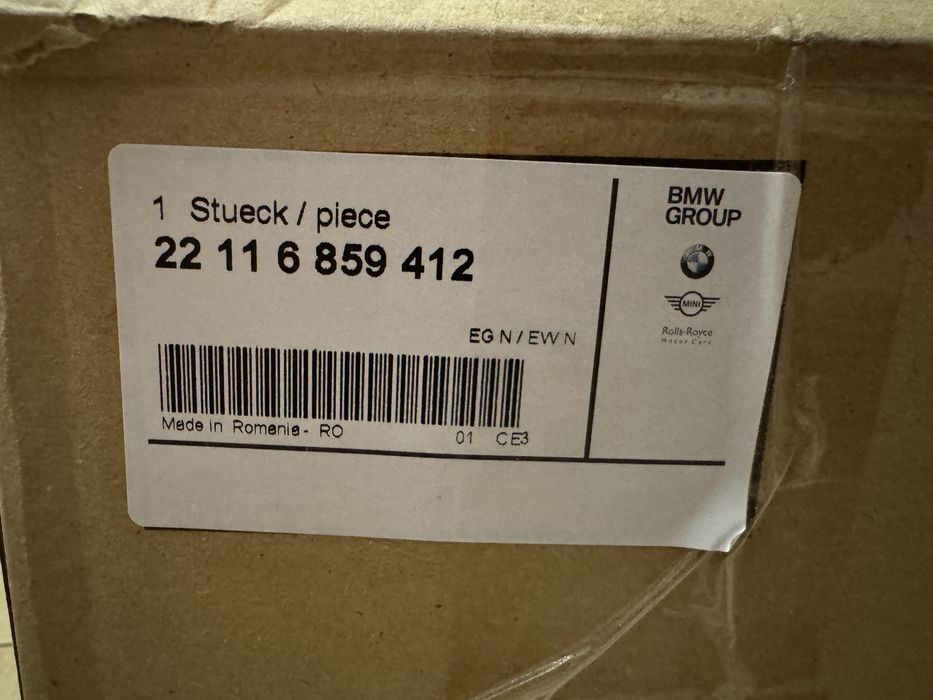 1 Stueck / piece
22 11 6 859 412
EG N / EW N
Made in Romania - RO
01 CE3
BMW
GROUP
MINI
Rolls-Royce
Motor Cars